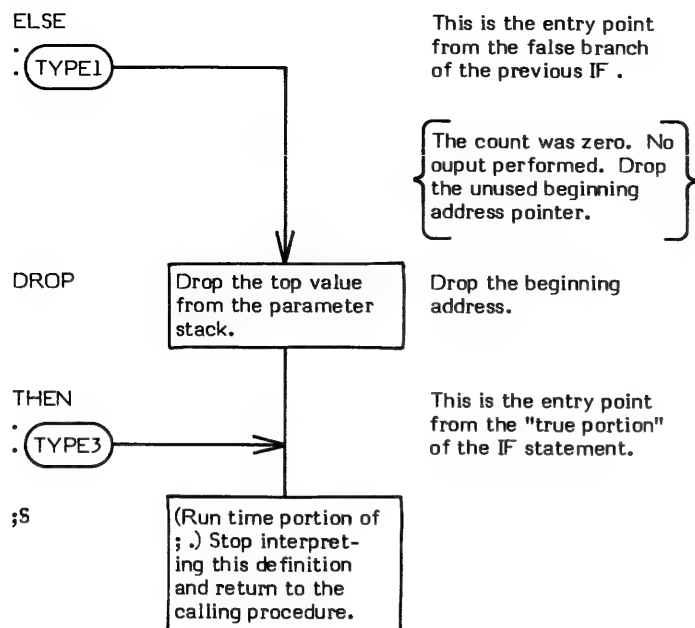 ELSE
This is the entry point
from the false branch
of the previous IF .
: TYPE1
The count was zero. No
ouput performed. Drop
the unused beginning
address pointer.
DROP
Drop the top value
from the parameter
stack.
Drop the beginning
address.
THEN
This is the entry point
from the "true portion"
of the IF statement.
: TYPE3
;S
(Run time portion of
; .) Stop interpret-
ing this definition
and return to the
calling procedure.